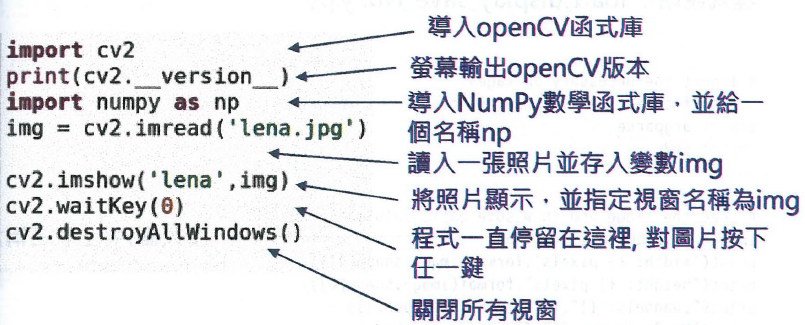 import cv2
print(cv2.__version__)
import numpy as np
img = cv2.imread('lena.jpg')
cv2.imshow('lena',img)
cv2.waitKey(0)
cv2.destroyAllWindows()
導入openCV函式庫
螢幕輸出openCV版本
導入NumPy數學函式庫，並給一
個名稱np
讀入一張照片並存入變數img
將照片顯示，並指定視窗名稱為img
程式一直停留在這裡, 對圖片按下
任一鍵
關閉所有視窗